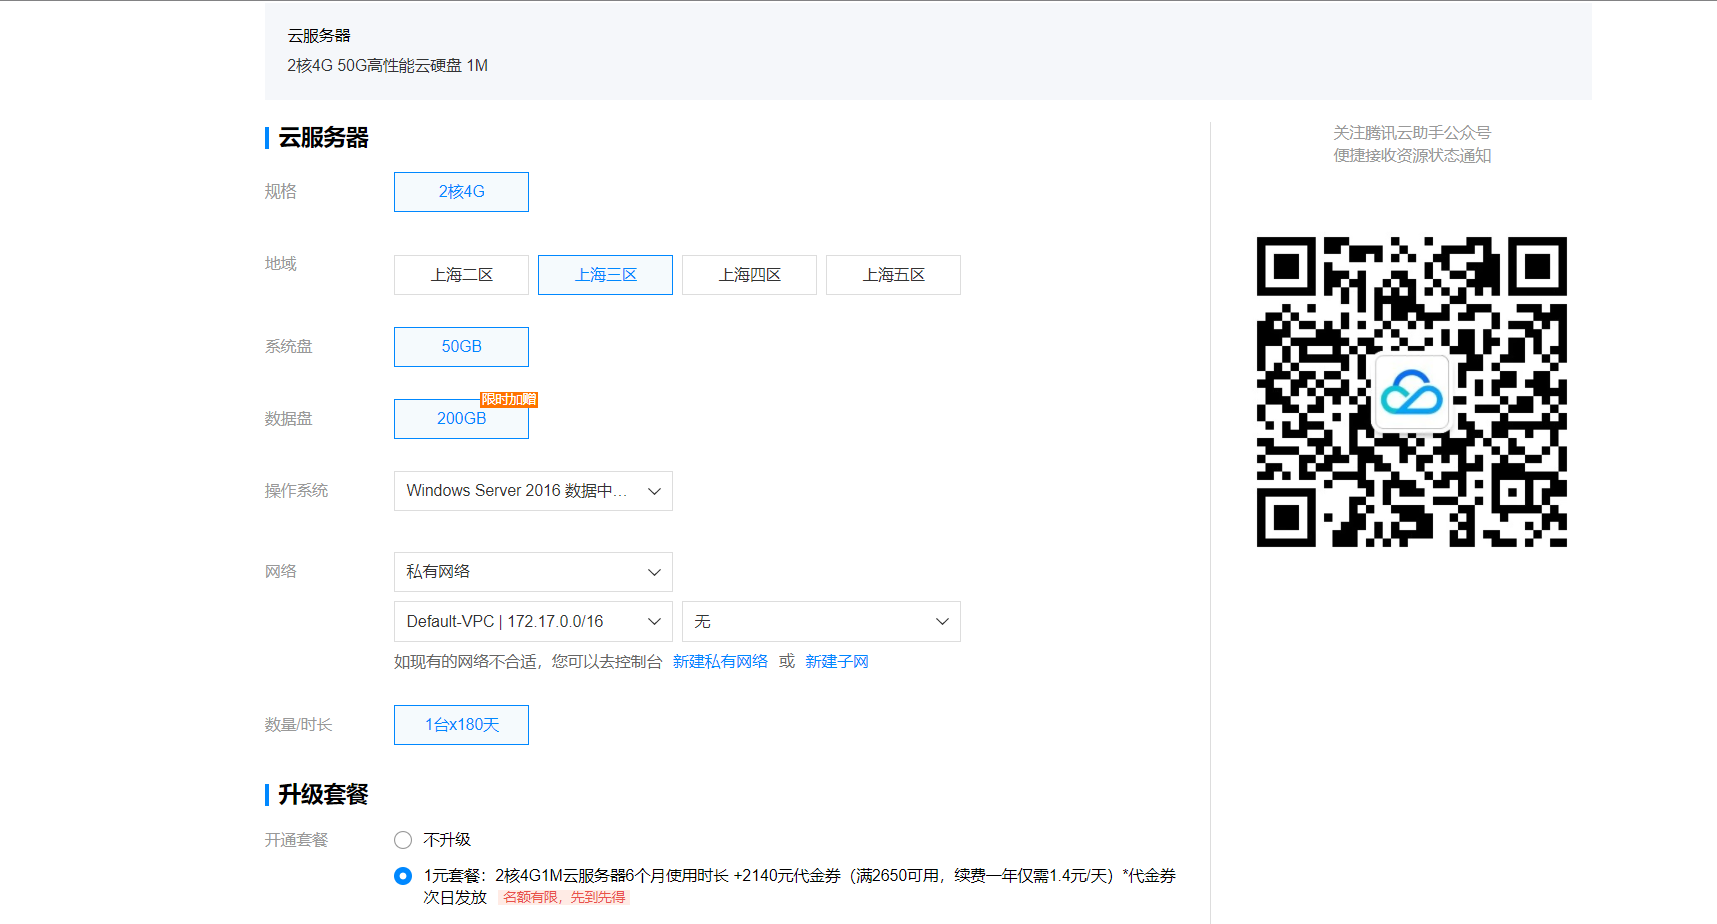 云服务器
2核4G 50G高性能云硬盘 1M
云服务器
关注腾讯云助手公众号
便捷接收资源状态通知
规格
2核4G
地域
上海二区
上海三区
上海四区
上海五区
系统盘
50GB
数据盘
限时加赠
200GB
操作系统
Windows Server 2016 数据中...
网络
私有网络
Default-VPC | 172.17.0.0/16
无
如现有的网络不合适，您可以去控制台 新建私有网络 或 新建子网
数量/时长
1台x180天
升级套餐
开通套餐
不升级
1元套餐：2核4G1M云服务器6个月使用时长 +2140元代金券（满2650可用，续费一年仅需1.4元/天）*代金券
次日发放 名额有限，先到先得